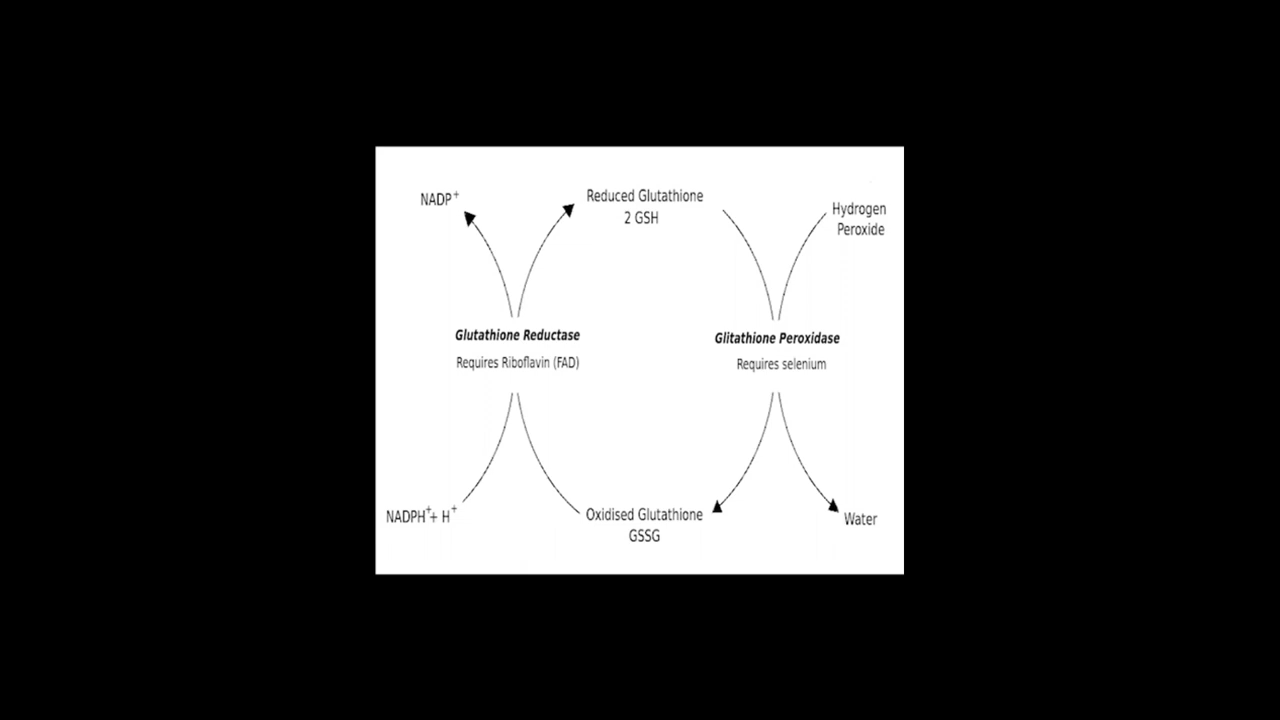 NADP+
Reduced Glutathione
2 GSH
Hydrogen
Peroxide
Glutathione Reductase
Requires Riboflavin (FAD)
Glitathione Peroxidase
Requires selenium
NADPH++ H+
Oxidised Glutathione
GSSG
Water